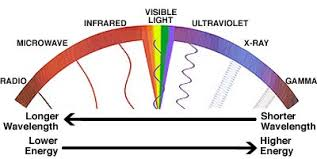 VISIBLE
LIGHT
INFRARED
ULTRAVIOLET
MICROWAVE
X-RAY
RADIO
GAMMA
Longer
Wavelength
Shorter
Wavelength
Lower
Energy
Higher
Energy